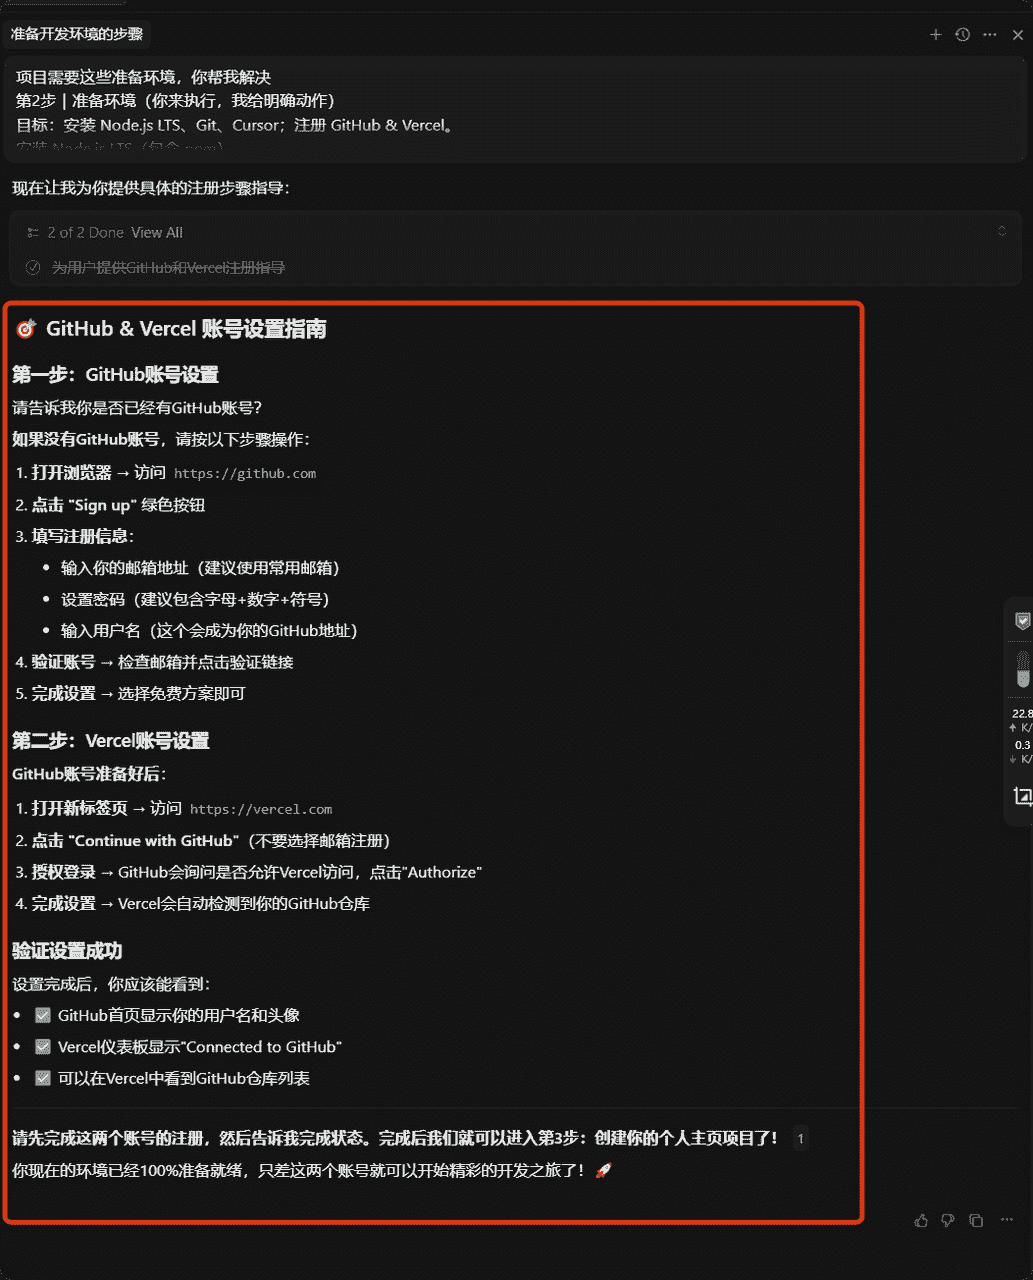 准备开发环境的步骤
项目需要这些准备环境，你帮我解决
第2步 | 准备环境（你来执行，我给明确动作）
目标：安装 Node.js LTS、Git、Cursor；注册 GitHub & Vercel。
安装 Node.js LTS（包含 npm）
现在让我为你提供具体的注册步骤指导：
2 of 2 Done View All
为用户提供GitHub和Vercel注册指导
GitHub & Vercel 账号设置指南
第一步：GitHub账号设置
请告诉我你是否已经有GitHub账号？
如果没有GitHub账号，请按以下步骤操作：
1. 打开浏览器 → 访问 https://github.com
2. 点击 "Sign up" 绿色按钮
3. 填写注册信息：
• 输入你的邮箱地址（建议使用常用邮箱）
• 设置密码（建议包含字母+数字+符号）
• 输入用户名（这个会成为你的GitHub地址）
4. 验证账号 → 检查邮箱并点击验证链接
5. 完成设置 → 选择免费方案即可
第二步：Vercel账号设置
GitHub账号准备好后：
1. 打开新标签页 → 访问 https://vercel.com
2. 点击 "Continue with GitHub"（不要选择邮箱注册）
3. 授权登录 → GitHub会询问是否允许Vercel访问，点击"Authorize"
4. 完成设置 → Vercel会自动检测到你的GitHub仓库
验证设置成功
设置完成后，你应该能看到：
• ☑ GitHub首页显示你的用户名和头像
• ☑ Vercel仪表板显示"Connected to GitHub"
• ☑ 可以在Vercel中看到GitHub仓库列表
请先完成这两个账号的注册，然后告诉我完成状态。完成后我们就可以进入第3步：创建你的个人主页项目了！ 1
你现在的环境已经100%准备就绪，只差这两个账号就可以开始精彩的开发之旅了！🚀
22.8
↑ K/
0.3
↓ K/